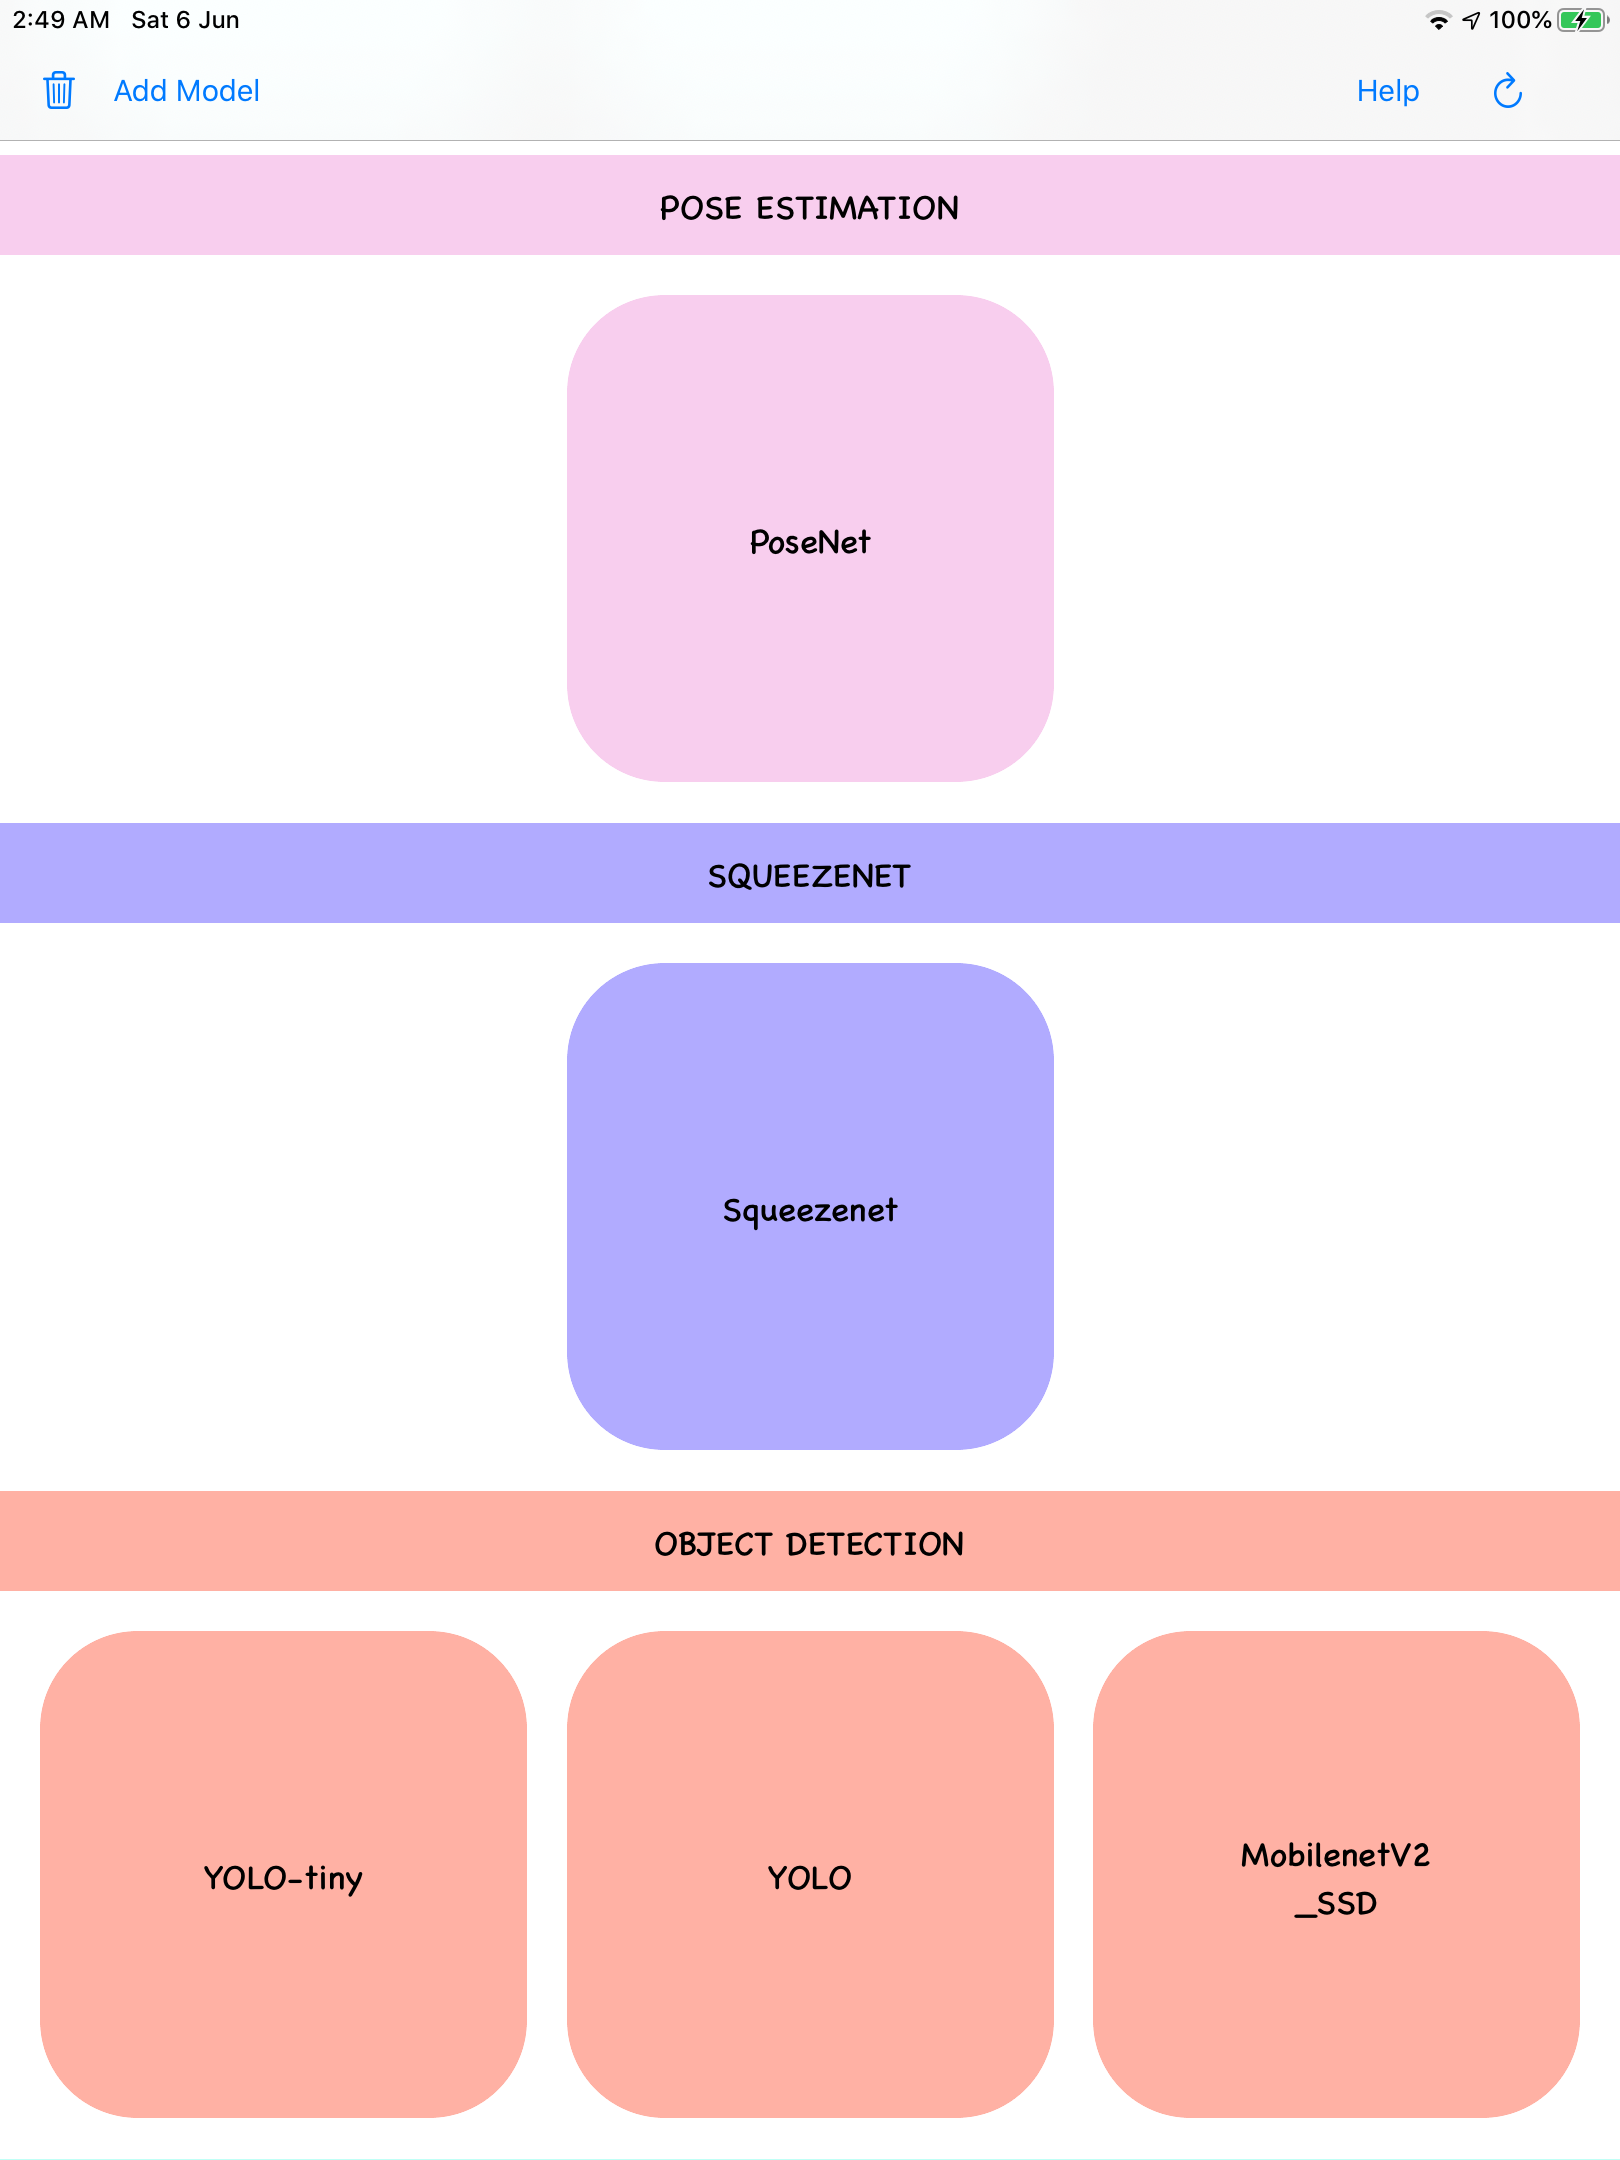 2:49 AM Sat 6 Jun 100%
Add Model Help
POSE ESTIMATION
PoseNet
SQUEEZENET
Squeezenet
OBJECT DETECTION
YOLO-tiny
YOLO
MobilenetV2
_SSD